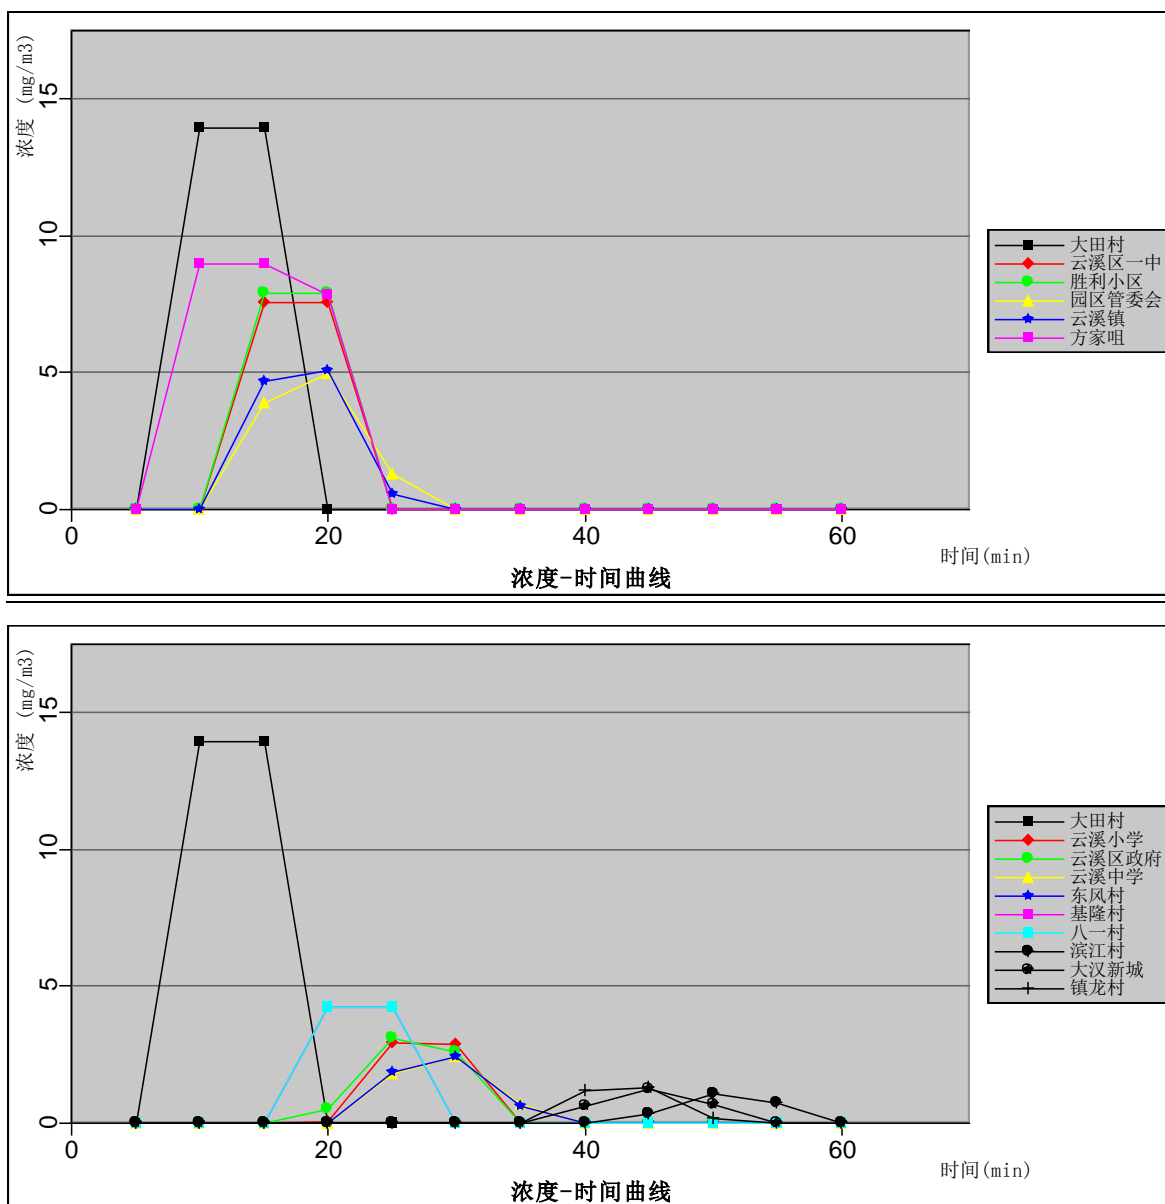 浓度 (mg/m3)
15
10
5
0
0
20
40
60
时间(min)
浓度-时间曲线
大田村
云溪区一中
胜利小区
园区管委会
云溪镇
方家咀
浓度 (mg/m3)
15
10
5
0
0
20
40
60
时间(min)
浓度-时间曲线
大田村
云溪小学
云溪区政府
云溪中学
东风村
基隆村
八一村
滨江村
大汉新城
镇龙村